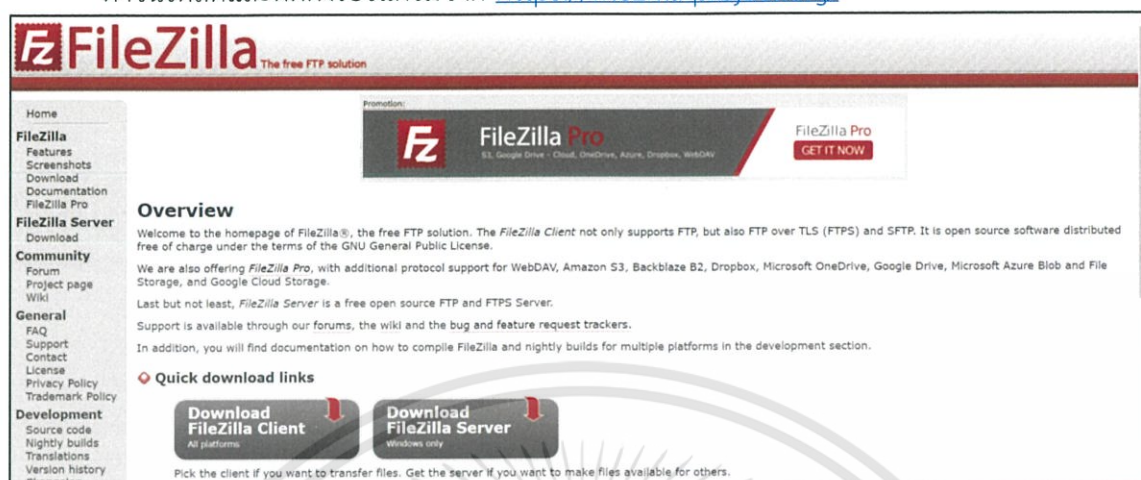 FileZilla The free FTP solution
Home
FileZilla
Features
Screenshots
Download
Documentation
FileZilla Pro
FileZilla Server
Download
Community
Forum
Project page
Wiki
General
FAQ
Support
Contact
License
Privacy Policy
Trademark Policy
Development
Source code
Nightly builds
Translations
Version history
Promotion:
FileZilla Pro
S3, Google Drive - Cloud, OneDrive, Azure, Dropbox, WebDAV
FileZilla Pro
GET IT NOW
Overview
Welcome to the homepage of FileZilla®, the free FTP solution. The FileZilla Client not only supports FTP, but also FTP over TLS (FTPS) and SFTP. It is open source software distributed
free of charge under the terms of the GNU General Public License.
We are also offering FileZilla Pro, with additional protocol support for WebDAV, Amazon S3, Backblaze B2, Dropbox, Microsoft OneDrive, Google Drive, Microsoft Azure Blob and File
Storage, and Google Cloud Storage.
Last but not least, FileZilla Server is a free open source FTP and FTPS Server.
Support is available through our forums, the wiki and the bug and feature request trackers.
In addition, you will find documentation on how to compile FileZilla and nightly builds for multiple platforms in the development section.
Quick download links
Download
FileZilla Client
All platforms
Download
FileZilla Server
Windows only
Pick the client if you want to transfer files. Get the server if you want to make files available for others.